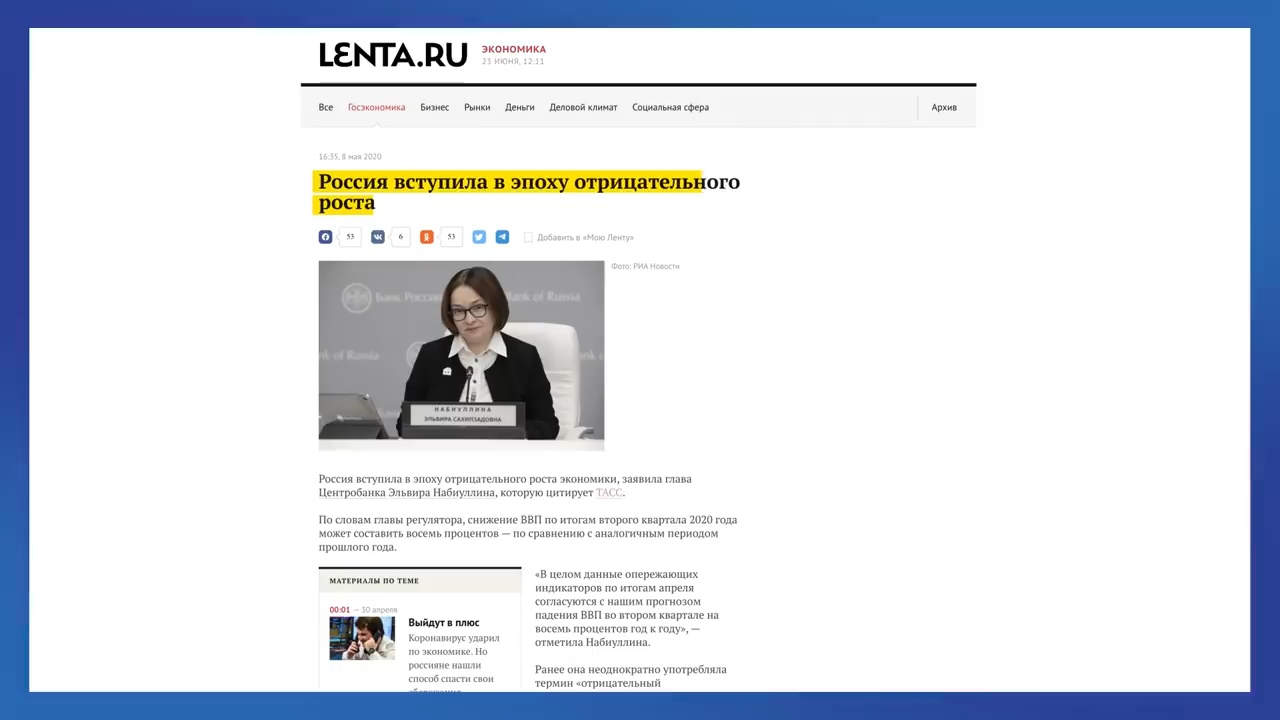 LENTA.RU
ЭКОНОМИКА
23 ИЮНЯ, 12:11
Все Госэкономика Бизнес Рынки Деньги Деловой климат Социальная сфера Архив
16:35, 8 мая 2020
Россия вступила в эпоху отрицательного
роста
53 6 53 Добавить в «Мою Ленту»
Фото: РИА Новости
Банк России Bank of Russia
НАБИУЛЛИНА
ЭЛЬВИРА САХИПЗАДОВНА
Россия вступила в эпоху отрицательного роста экономики, заявила глава
Центробанка Эльвира Набиуллина, которую цитирует ТАСС.
По словам главы регулятора, снижение ВВП по итогам второго квартала 2020 года
может составить восемь процентов — по сравнению с аналогичным периодом
прошлого года.
МАТЕРИАЛЫ ПО ТЕМЕ
00:01 — 30 апреля
Выйдут в плюс
Коронавирус ударил
по экономике. Но
россияне нашли
способ спасти свои
«В целом данные опережающих
индикаторов по итогам апреля
согласуются с нашим прогнозом
падения ВВП во втором квартале на
восемь процентов год к году», —
отметила Набиуллина.
Ранее она неоднократно употребляла
термин «отрицательный